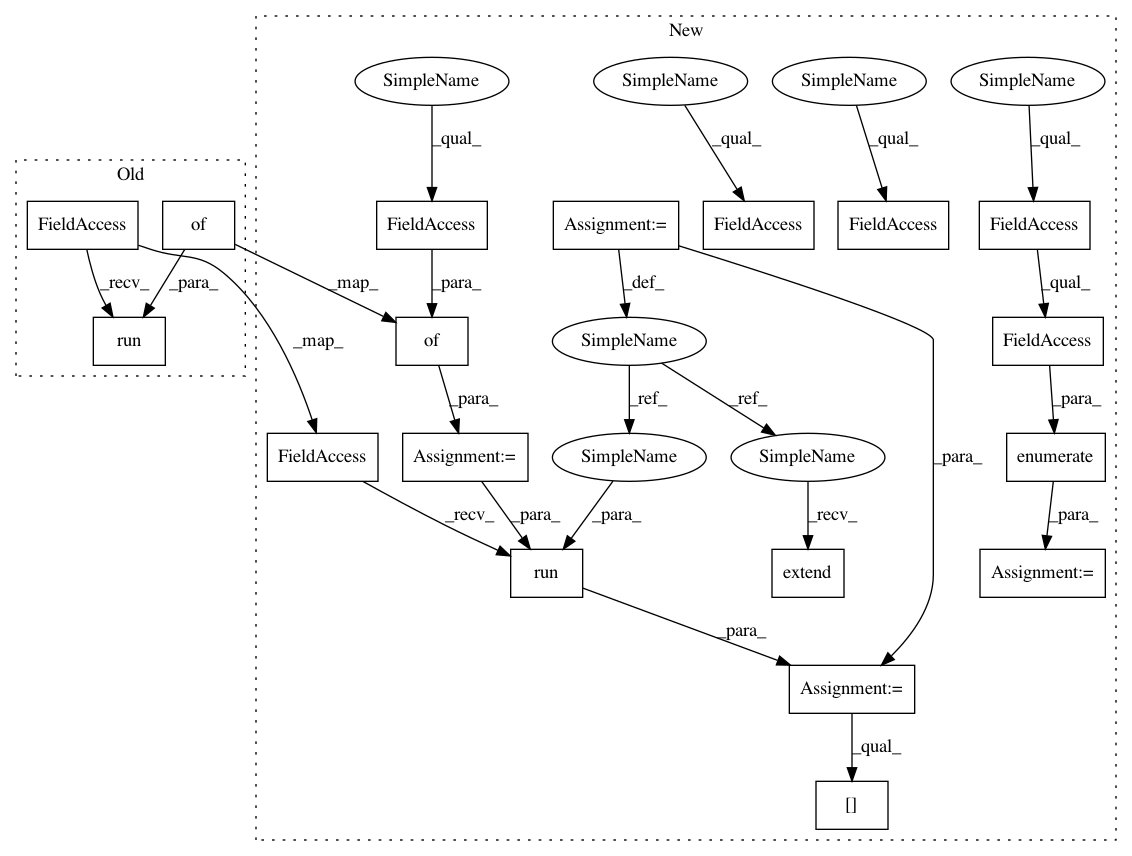 New
SimpleName SimpleName SimpleName SimpleName
_qual_ _qual_ _qual_ _qual_
Old
FieldAccess of FieldAccess Assignment:= FieldAccess FieldAccess FieldAccess
_recv_ _para_ _map_ _para_ _def_ _qual_
run of SimpleName FieldAccess
_map_ _para_ _ref_ _ref_ _para_
FieldAccess Assignment:= SimpleName SimpleName _para_ enumerate
_recv_ _para_ _para_ _recv_ _para_
run extend Assignment:=
_para_
Assignment:=
_qual_
[]